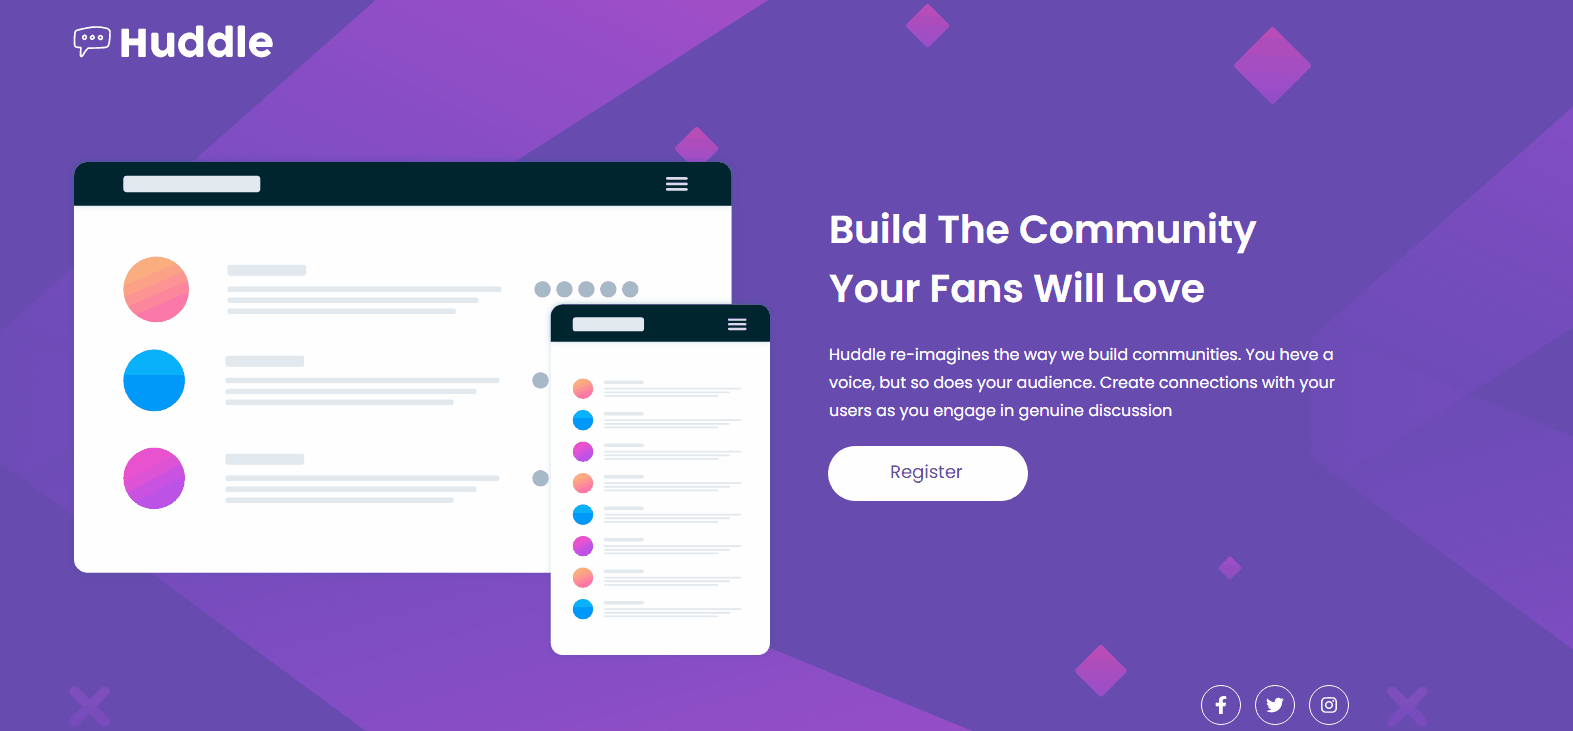 Huddle
Build The Community
Your Fans Will Love
Huddle re-imagines the way we build communities. You heve a
voice, but so does your audience. Create connections with your
users as you engage in genuine discussion
Register